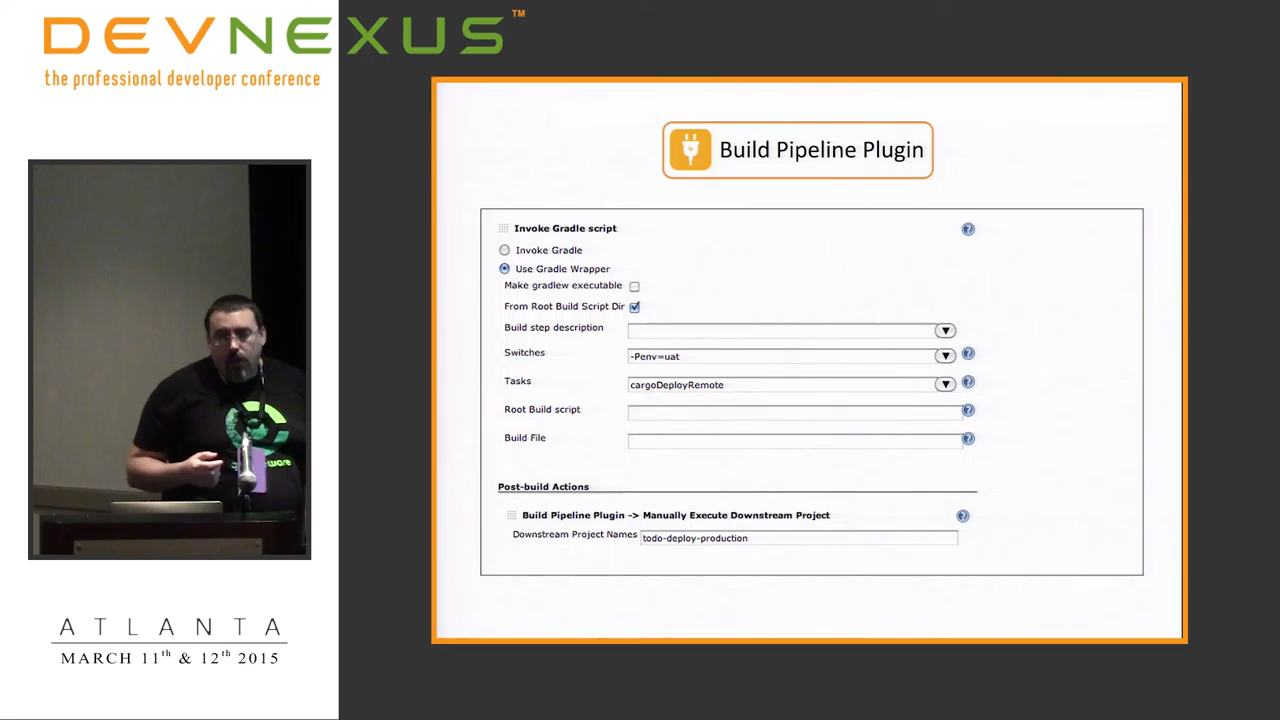 DEVNEXUS™
the professional developer conference
ATLANTA
MARCH 11th & 12th 2015
Build Pipeline Plugin
Invoke Gradle script
Invoke Gradle
Use Gradle Wrapper
Make gradlew executable
From Root Build Script Dir
Build step description
Switches -Penv=uat
Tasks cargoDeployRemote
Root Build script
Build File
Post-build Actions
Build Pipeline Plugin -> Manually Execute Downstream Project
Downstream Project Names todo-deploy-production